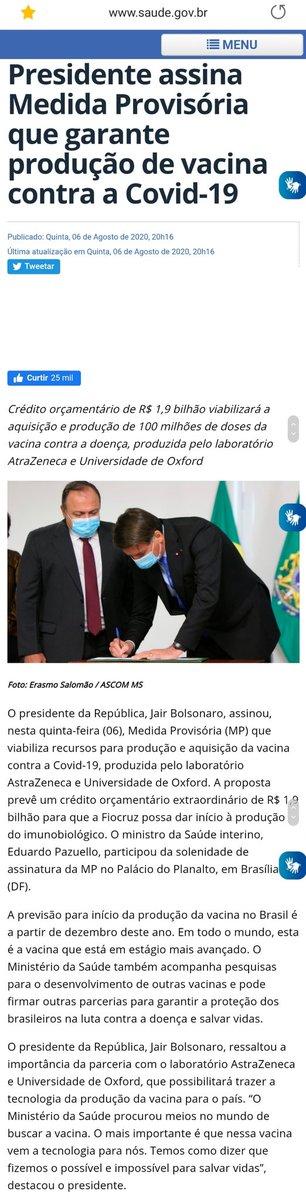 www.saude.gov.br
MENU
Presidente assina
Medida Provisória
que garante
produção de vacina
contra a Covid-19
Publicado: Quinta, 06 de Agosto de 2020, 20h16
Última atualização em Quinta, 06 de Agosto de 2020, 20h16
Tweetar
Curtir 25 mil
Crédito orçamentário de R$ 1,9 bilhão viabilizará a
aquisição e produção de 100 milhões de doses da
vacina contra a doença, produzida pelo laboratório
AtraZeneca e Universidade de Oxford
Foto: Erasmo Salomão / ASCOM MS
O presidente da República, Jair Bolsonaro, assinou,
nesta quinta-feira (06), Medida Provisória (MP) que
viabiliza recursos para produção e aquisição da vacina
contra a Covid-19, produzida pelo laboratório
AstraZeneca e Universidade de Oxford. A proposta
prevê um crédito orçamentário extraordinário de R$ 1,9
bilhão para que a Fiocruz possa dar início à produção
do imunobiológico. O ministro da Saúde interino,
Eduardo Pazuello, participou da solenidade de
assinatura da MP no Palácio do Planalto, em Brasília
(DF).
A previsão para início da produção da vacina no Brasil é
a partir de dezembro deste ano. Em todo o mundo, esta
é a vacina que está em estágio mais avançado. O
Ministério da Saúde também acompanha pesquisas
para o desenvolvimento de outras vacinas e pode
firmar outras parcerias para garantir a proteção dos
brasileiros na luta contra a doença e salvar vidas.
O presidente da República, Jair Bolsonaro, ressaltou a
importância da parceria com o laboratório AstraZeneca
e Universidade de Oxford, que possibilitará trazer a
tecnologia da produção da vacina para o país. “O
Ministério da Saúde procurou meios no mundo de
buscar a vacina. O mais importante é que nessa vacina
vem a tecnologia para nós. Temos como dizer que
fizemos o possível e impossível para salvar vidas”,
destacou o presidente.